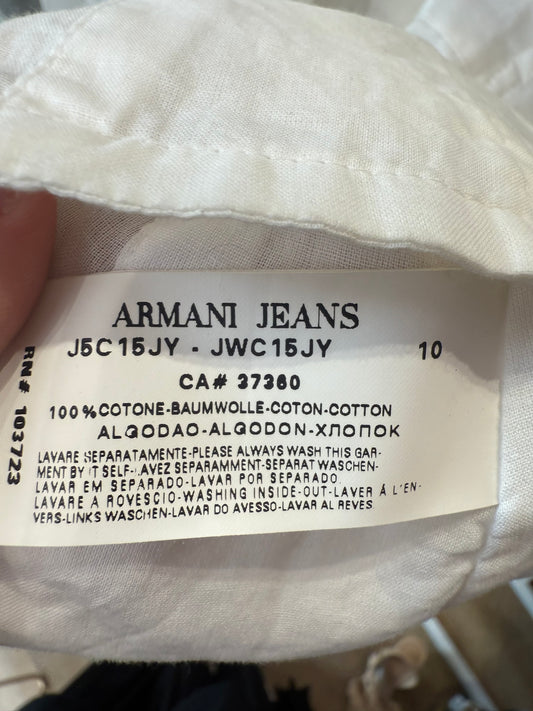 ARMANI JEANS
J5C15JY - JWC15JY 10
CA# 37360
100%COTONE-BAUMWOLLE-COTON-COTTON
ALGODAO-ALGODON-ХЛОПОК
LAVARE SEPARATAMENTE-PLEASE ALWAYS WASH THIS GAR-
MENT BY IT SELF-LAVEZ SEPARAMMENT-SEPARAT WASCHEN-
LAVAR EM SEPARADO-LAVAR POR SEPARADO
LAVARE A ROVESCIO-WASHING INSIDE-OUT-LAVER Á L'EN-
VERS-LINKS WASCHEN-LAVAR DO AVESSO-LAVAR AL REVES
RN# 103723